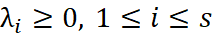 λᵢ ≥ 0, 1 ≤ i ≤ s